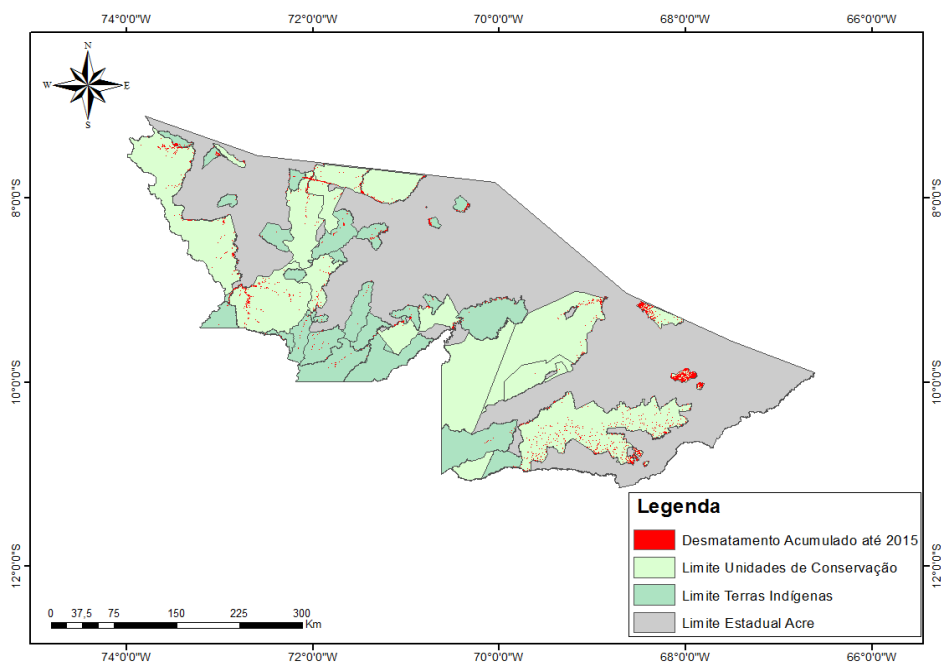 74°0'0"W 72°0'0"W 70°0'0"W 68°0'0"W 66°0'0"W
N
W E
S
8°0'0"S 8°0'0"S
10°0'0"S 10°0'0"S
12°0'0"S 12°0'0"S
Legenda
Desmatamento Acumulado até 2015
Limite Unidades de Conservação
Limite Terras Indígenas
Limite Estadual Acre
0 37,5 75 150 225 300
Km
74°0'0"W 72°0'0"W 70°0'0"W 68°0'0"W 66°0'0"W